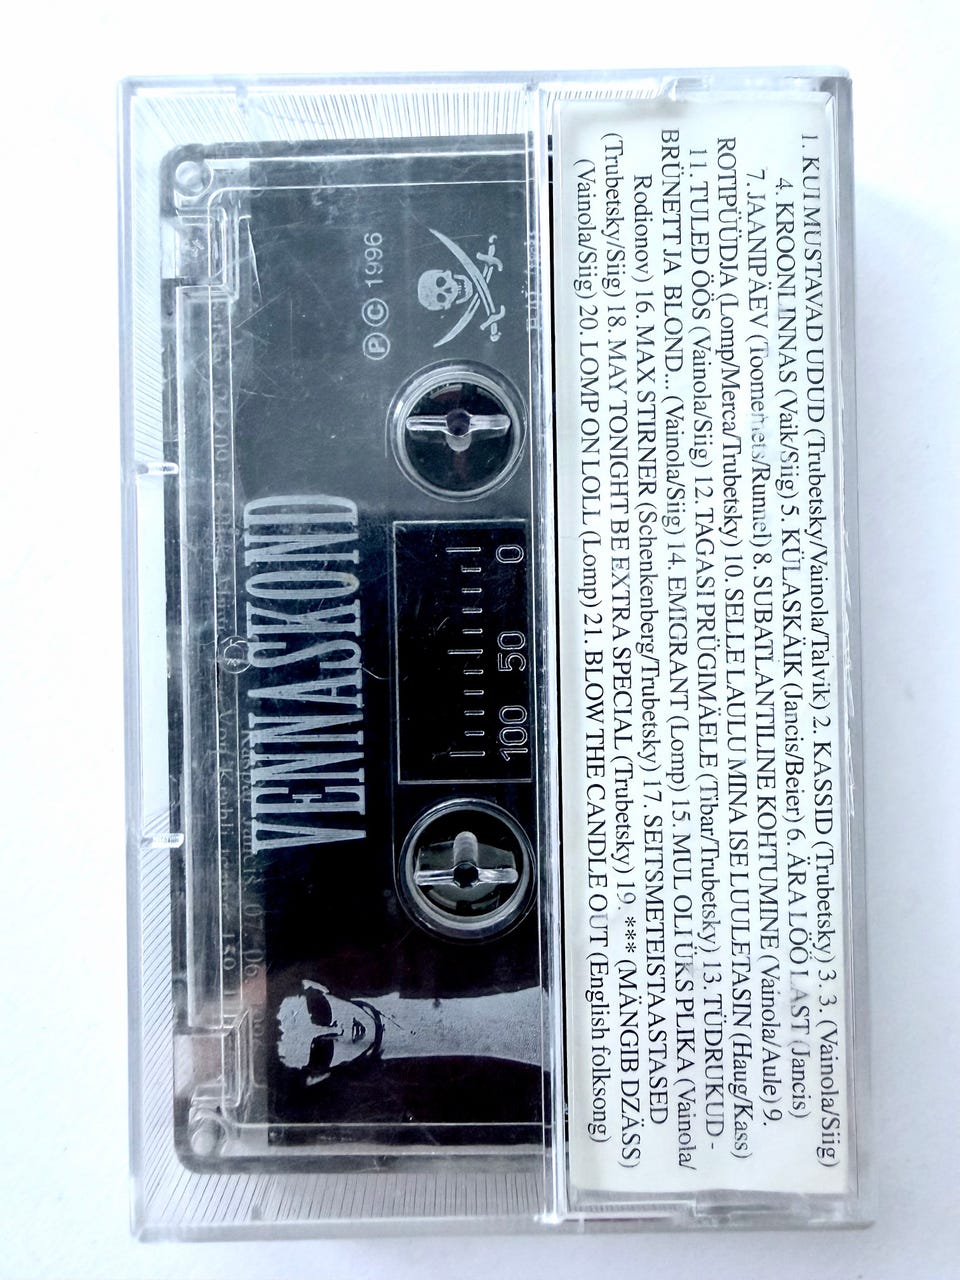 1. KUI MUSTAVAD UDUD (Trubetsky/Vainola/Talvik) 2. KASSID (Trubetsky) 3. 3. (Vainola/Siig)
4. KROONLINNAS (Vaik/Siig) 5. KÜLASKÄIK (Jancis/Beier) 6. ÄRA LÖÖ LAST (Jancis)
7. JAANIPÄEV (Toomemets/Runnel) 8. SUBATLANTILINE KOHTUMINE (Vainola/Aule) 9.
ROTIPÜÜDJA (Lomp/Merca/Trubetsky) 10. SELLE LAULU MINA ISE LUULETASIN (Haug/Kass)
11. TULED ÖÖS (Vainola/Siig) 12. TAGASI PRÜGIMÄELE (Tibar/Trubetsky) 13. TÜDRUKUD -
BRÜNETT JA BLOND... (Vainola/Siig) 14. EMIGRANT (Lomp) 15. MUL OLI ÜKS PLIKA (Vainola/
Rodionov) 16. MAX STIRNER (Schenkenberg/Trubetsky) 17. SEITSMETEISTAASTASED
(Trubetsky/Siig) 18. MAY TONIGHT BE EXTRA SPECIAL (Trubetsky) 19. *** (MÄNGIB DZÄSS)
(Vainola/Siig) 20. LOMP ON LOLL (Lomp) 21. BLOW THE CANDLE OUT (English folksong)
0 50 100
Ⓟ © 1996
VENNASKOND